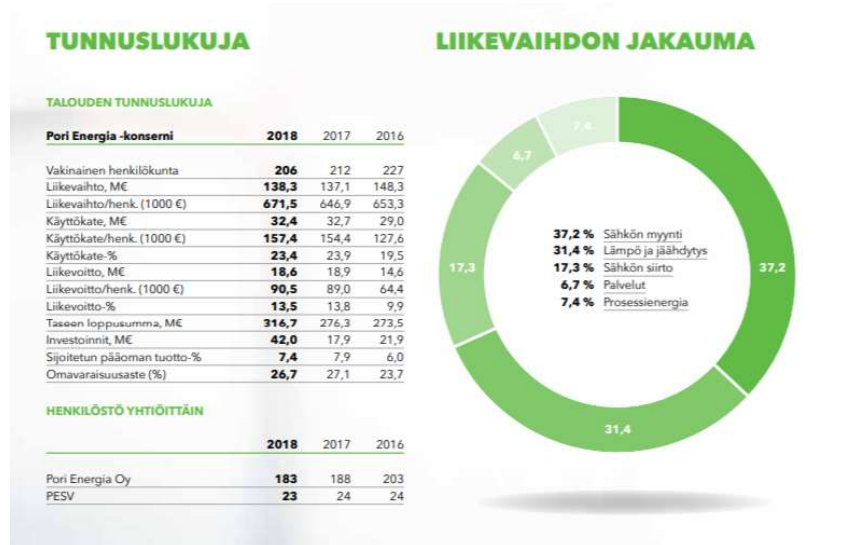 TUNNUSLUKUJA
TALOUDEN TUNNUSLUKUJA
Pori Energia -konserni 2018 2017 2016
Vakinainen henkilökunta 206 212 227
Liikevaihto, M€ 138,3 137,1 148,3
Liikevaihto/henk. (1000 €) 671,5 646,9 653,3
Käyttökate, M€ 32,4 32,7 29,0
Käyttökate/henk. (1000 €) 157,4 154,4 127,6
Käyttökate-% 23,4 23,9 19,5
Liikevoitto, M€ 18,6 18,9 14,6
Liikevoitto/henk. (1000 €) 90,5 89,0 64,4
Liikevoitto-% 13,5 13,8 9,9
Taseen loppusumma, M€ 316,7 276,3 273,5
Investoinnit, M€ 42,0 17,9 21,9
Sijoitetun pääoman tuotto-% 7,4 7,9 6,0
Omavaraisuusaste (%) 26,7 27,1 23,7
HENKILÖSTÖ YHTIÖITTÄIN
2018 2017 2016
Pori Energia Oy 183 188 203
PESV 23 24 24
LIIKEVAIHDON JAKAUMA
7,4
6,7
37,2 % Sähkön myynti
31,4 % Lämpö ja jäähdytys
17,3 % Sähkön siirto
6,7 % Palvelut
7,4 % Prosessienergia
17,3
37,2
31,4